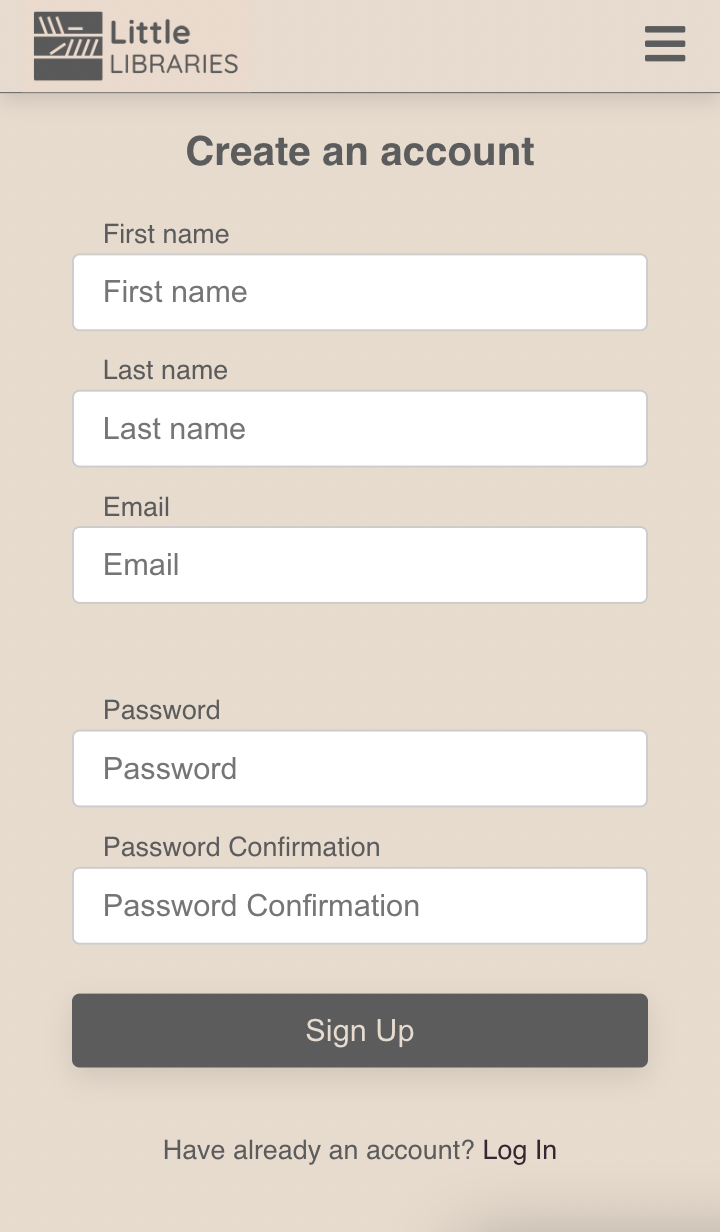 Little
LIBRARIES
Create an account
First name
First name
Last name
Last name
Email
Email
Password
Password
Password Confirmation
Password Confirmation
Sign Up
Have already an account? Log In